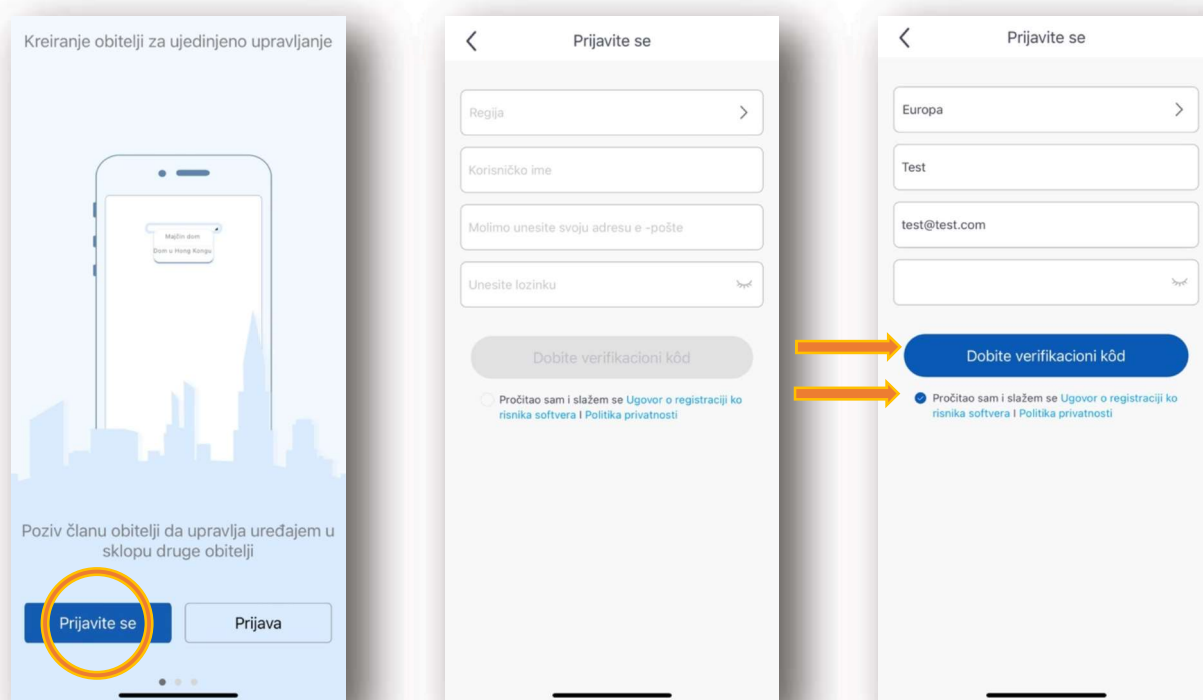 Kreiranje obitelji za ujedinjeno upravljanje
Majčin dom
Dom u Hong Kongu
Poziv članu obitelji da upravlja uređajem u
sklopu druge obitelji
Prijavite se
Prijava
Prijavite se
Regija
Korisničko ime
Molimo unesite svoju adresu e -pošte
Unesite lozinku
Dobite verifikacioni kôd
Pročitao sam i slažem se Ugovor o registraciji ko
risnika softvera I Politika privatnosti
Prijavite se
Europa
Test
test@test.com
Dobite verifikacioni kôd
Pročitao sam i slažem se Ugovor o registraciji ko
risnika softvera I Politika privatnosti